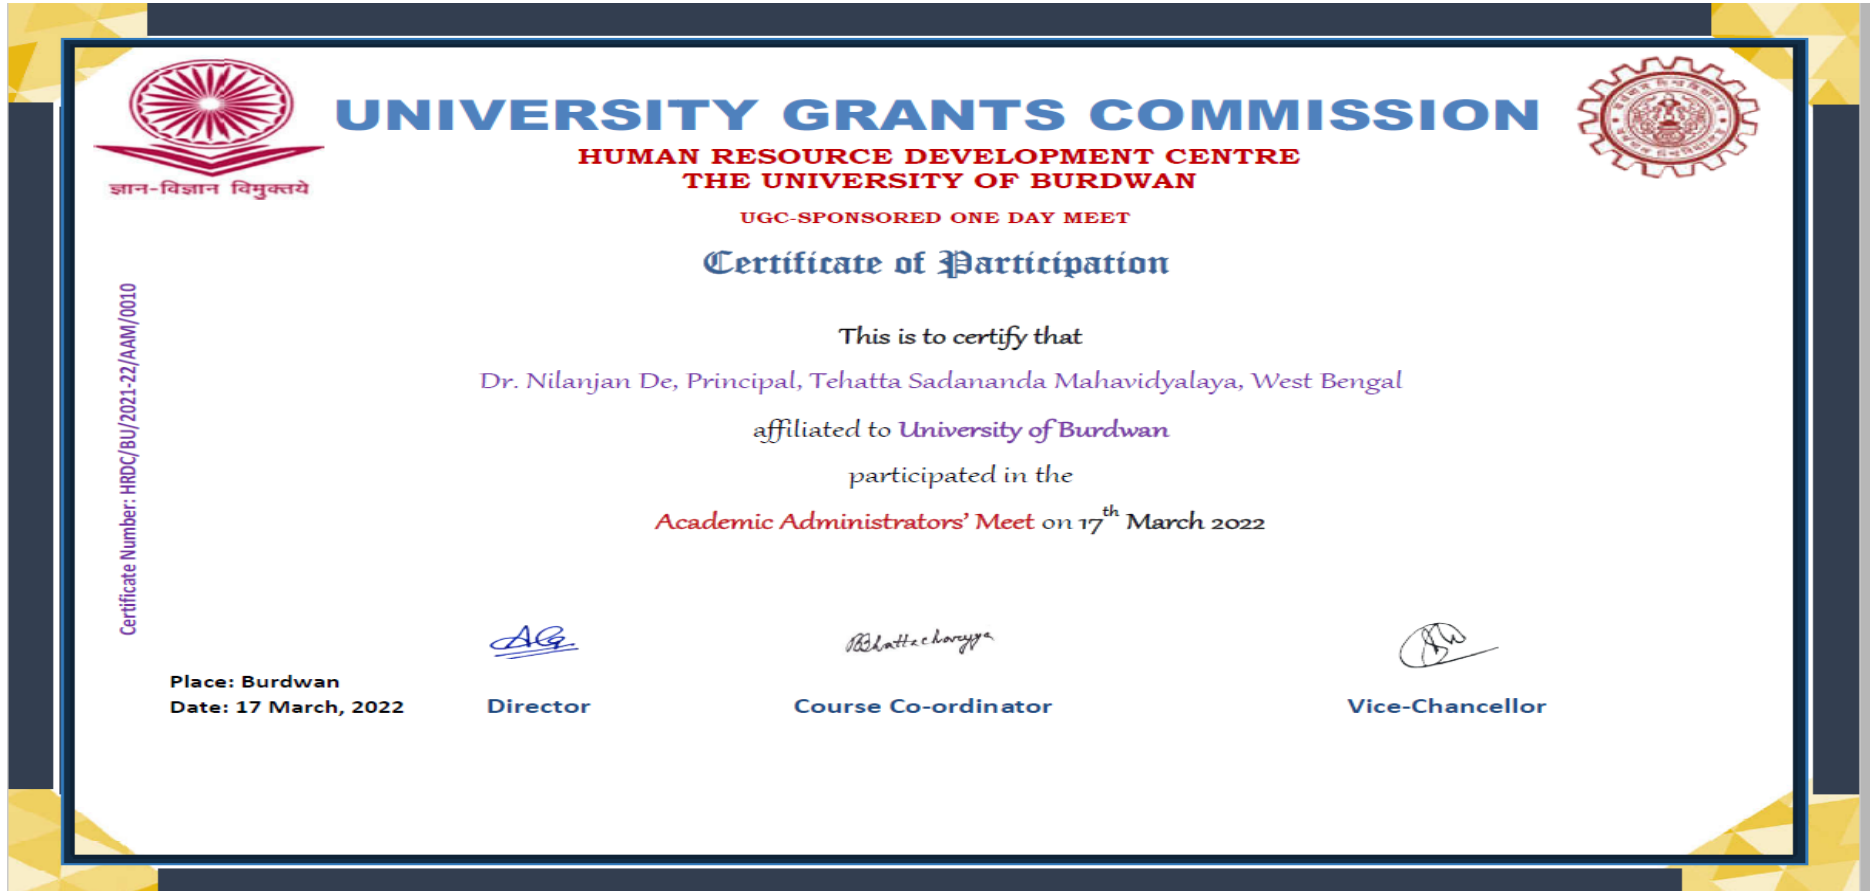 ज्ञान-विज्ञान विमुक्तये
UNIVERSITY GRANTS COMMISSION
HUMAN RESOURCE DEVELOPMENT CENTRE
THE UNIVERSITY OF BURDWAN
UGC-SPONSORED ONE DAY MEET
Certificate of Participation
This is to certify that
Dr. Nilanjan De, Principal, Tehatta Sadananda Mahavidyalaya, West Bengal
affiliated to University of Burdwan
participated in the
Academic Administrators' Meet on 17th March 2022
Certificate Number: HRDC/BU/2021-22/AAM/0010
BBhattacharyya
Place: Burdwan
Date: 17 March, 2022
Director
Course Co-ordinator
Vice-Chancellor